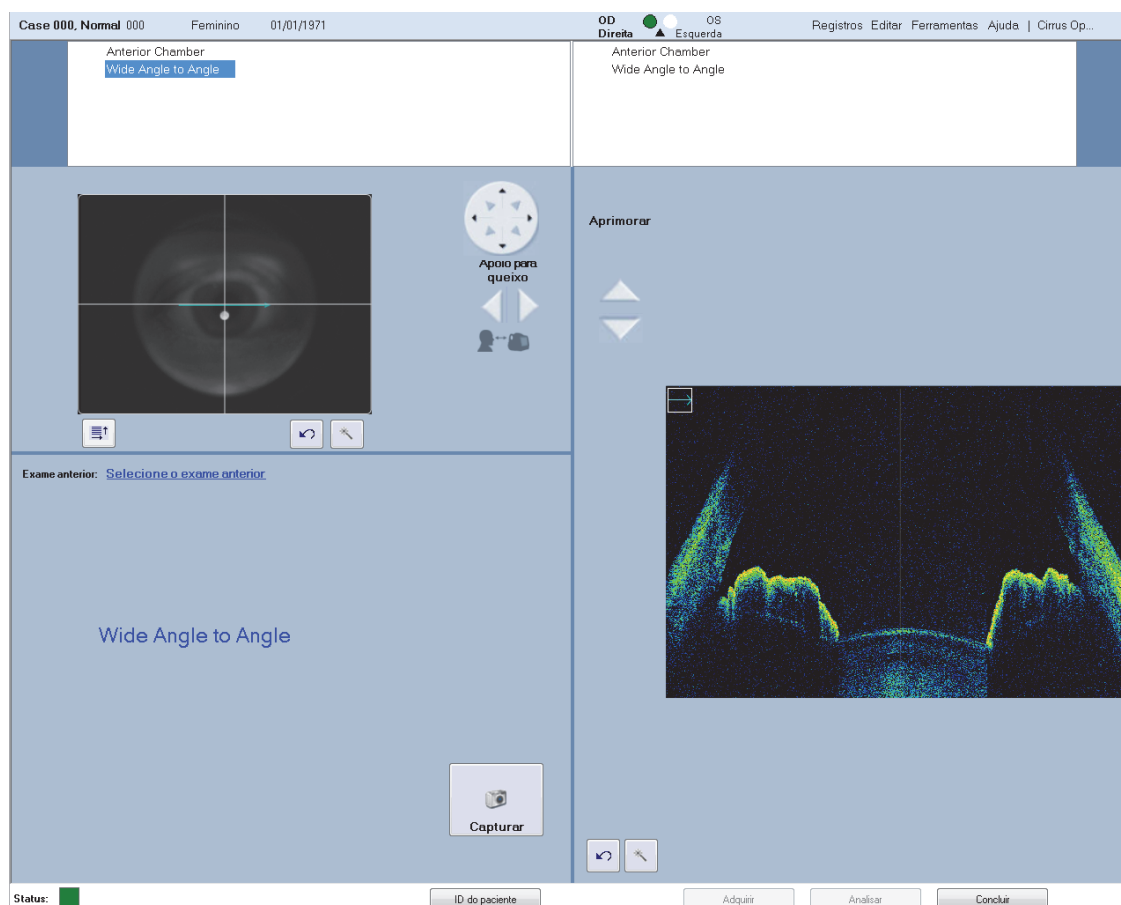 Case 000, Normal 000 Feminino 01/01/1971 OD OS Registros Editar Ferramentas Ajuda | Cirrus Op...
Direita Esquerda
Anterior Chamber
Wide Angle to Angle
Anterior Chamber
Wide Angle to Angle
Apoio para
queixo
Aprimorar
Exame anterior: Selecione o exame anterior
Wide Angle to Angle
Capturar
Status: ID do paciente Adquirir Analisar Concluir